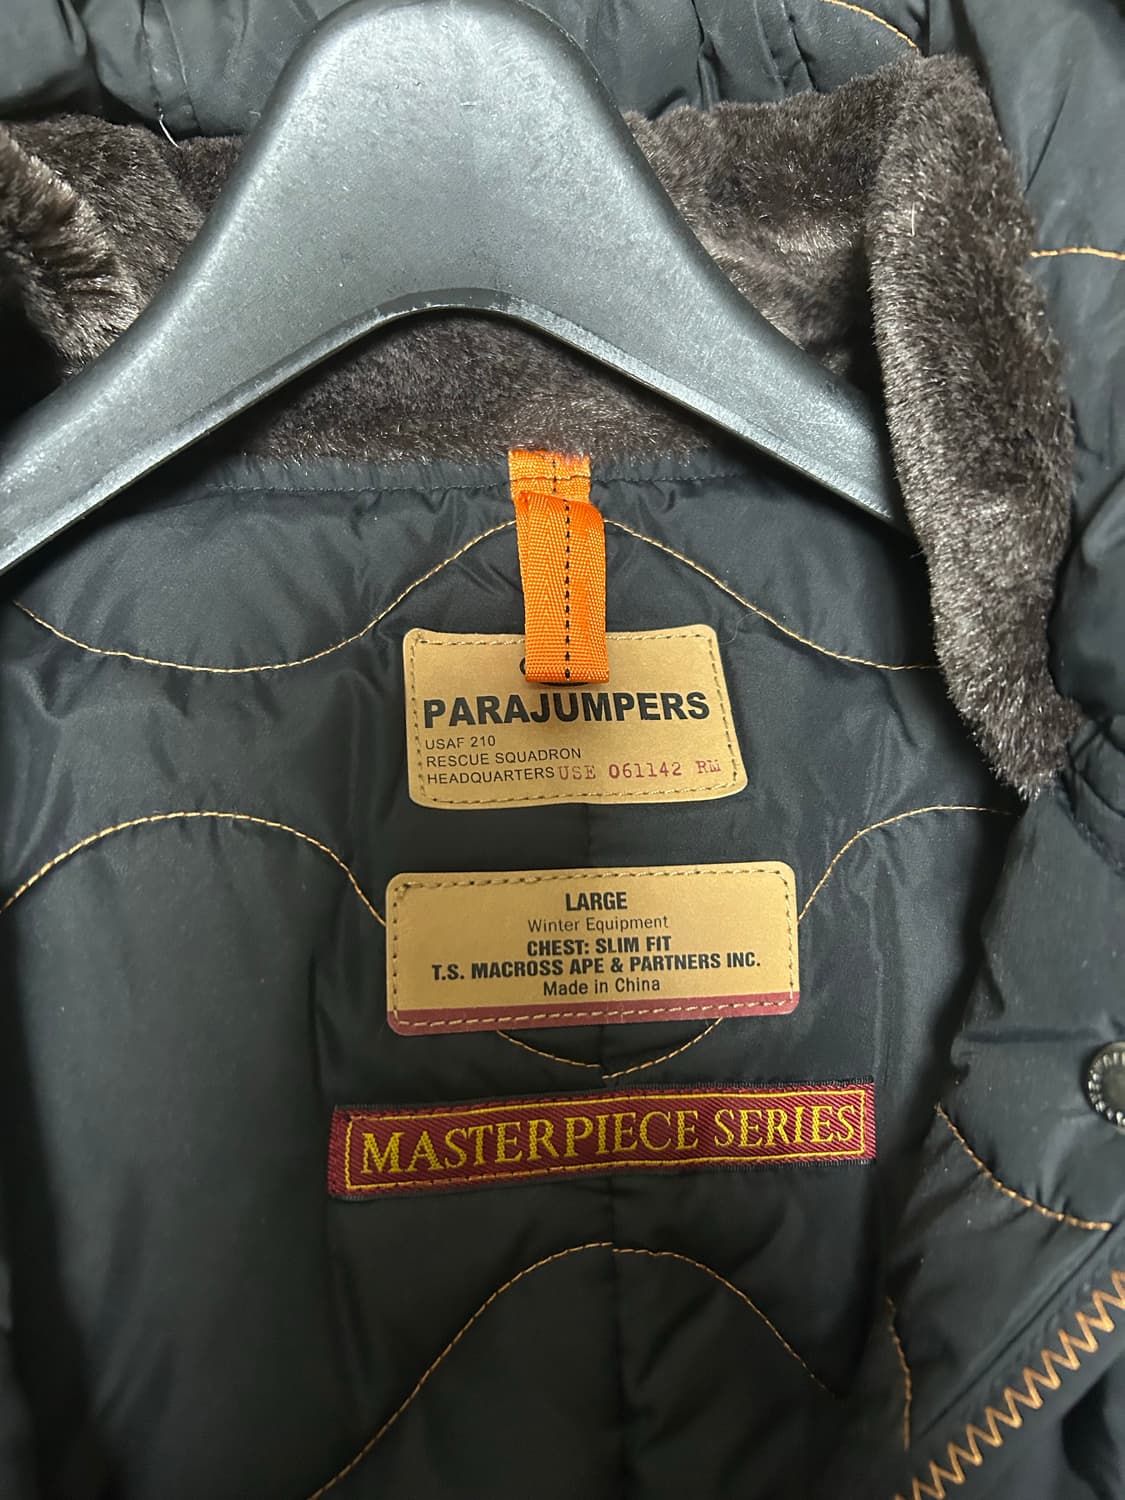 PARAJUMPERS
USAF 210
RESCUE SQUADRON
HEADQUARTERS USE 061142 RM
LARGE
Winter Equipment
CHEST: SLIM FIT
T.S. MACROSS APE & PARTNERS INC.
Made in China
MASTERPIECE SERIES